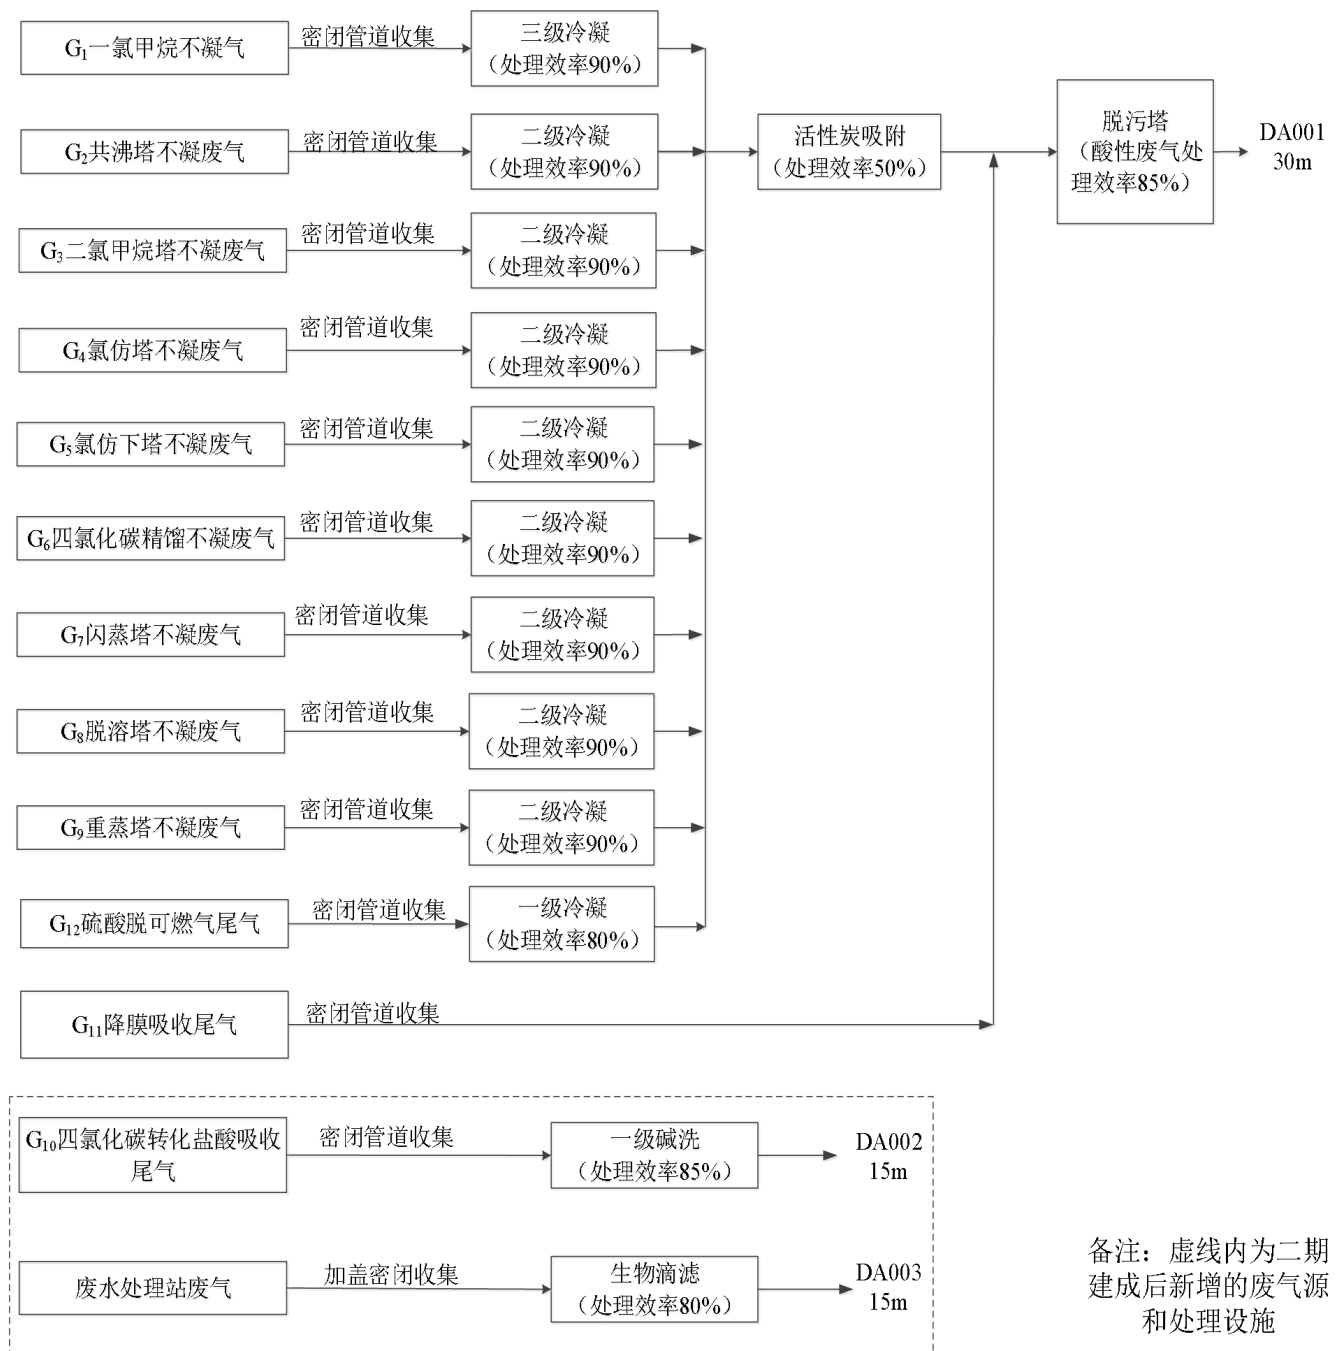 G₁一氯甲烷不凝气
密闭管道收集
三级冷凝
（处理效率90%）
G₂共沸塔不凝废气
密闭管道收集
二级冷凝
（处理效率90%）
活性炭吸附
（处理效率50%）
脱污塔
（酸性废气处
理效率85%）
DA001
30m
G₃二氯甲烷塔不凝废气
密闭管道收集
二级冷凝
（处理效率90%）
G₄氯仿塔不凝废气
密闭管道收集
二级冷凝
（处理效率90%）
G₅氯仿下塔不凝废气
密闭管道收集
二级冷凝
（处理效率90%）
G₆四氯化碳精馏不凝废气
密闭管道收集
二级冷凝
（处理效率90%）
G₇闪蒸塔不凝废气
密闭管道收集
二级冷凝
（处理效率90%）
G₈脱溶塔不凝废气
密闭管道收集
二级冷凝
（处理效率90%）
G₉重蒸塔不凝废气
密闭管道收集
二级冷凝
（处理效率90%）
G₁₂硫酸脱可燃气尾气
密闭管道收集
一级冷凝
（处理效率80%）
G₁₁降膜吸收尾气
密闭管道收集
G₁₀四氯化碳转化盐酸吸收
尾气
密闭管道收集
一级碱洗
（处理效率85%）
DA002
15m
废水处理站废气
加盖密闭收集
生物滴滤
（处理效率80%）
DA003
15m
备注：虚线内为二期
建成后新增的废气源
和处理设施